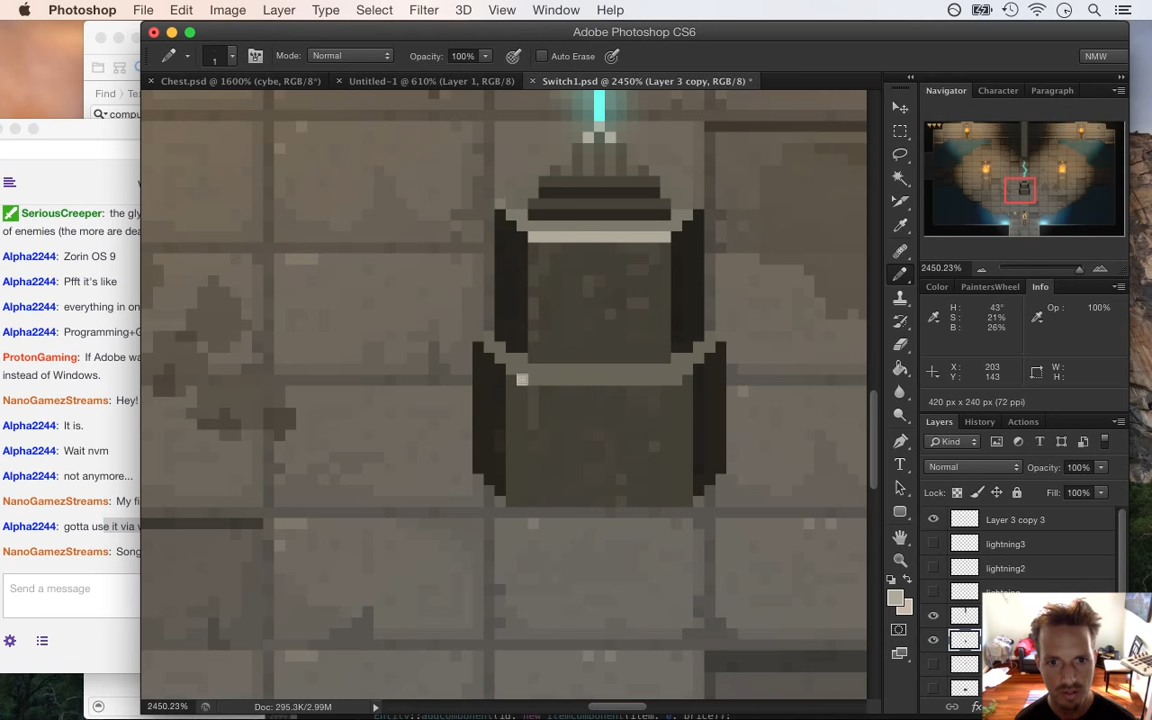 Photoshop File Edit Image Layer Type Select Filter 3D View Window Help
Adobe Photoshop CS6
1 Mode: Normal Opacity: 100% Auto Erase NMW
Chest.psd @ 1600% (cybe, RGB/8*) Untitled-1 @ 610% (Layer 1, RGB/8) Switch1.psd @ 2450% (Layer 3 copy, RGB/8) *
Find
compu
SeriousCreeper: the gly
of enemies (the more are dea
Alpha2244: Zorin OS 9
Alpha2244: Pfft it's like
Alpha2244: everything in on
Alpha2244: Programming+G
ProtonGaming: If Adobe wa
instead of Windows.
NanoGamezStreams: Hey!
Alpha2244: It is.
Alpha2244: Wait nvm
Alpha2244: not anymore...
NanoGamezStreams: My fi
Alpha2244: gotta use it via w
NanoGamezStreams: Song
Send a message
Navigator Character Paragraph
2450.23%
Color PaintersWheel Info
H: 43° Op: 100%
S: 21%
B: 26%
X: 203 W:
Y: 143 H:
420 px x 240 px (72 ppi)
Layers History Actions
Kind
Normal Opacity: 100%
Lock: Fill: 100%
Layer 3 copy 3
lightning3
lightning2
2450.23% Doc: 295.3K/2.99M
fx